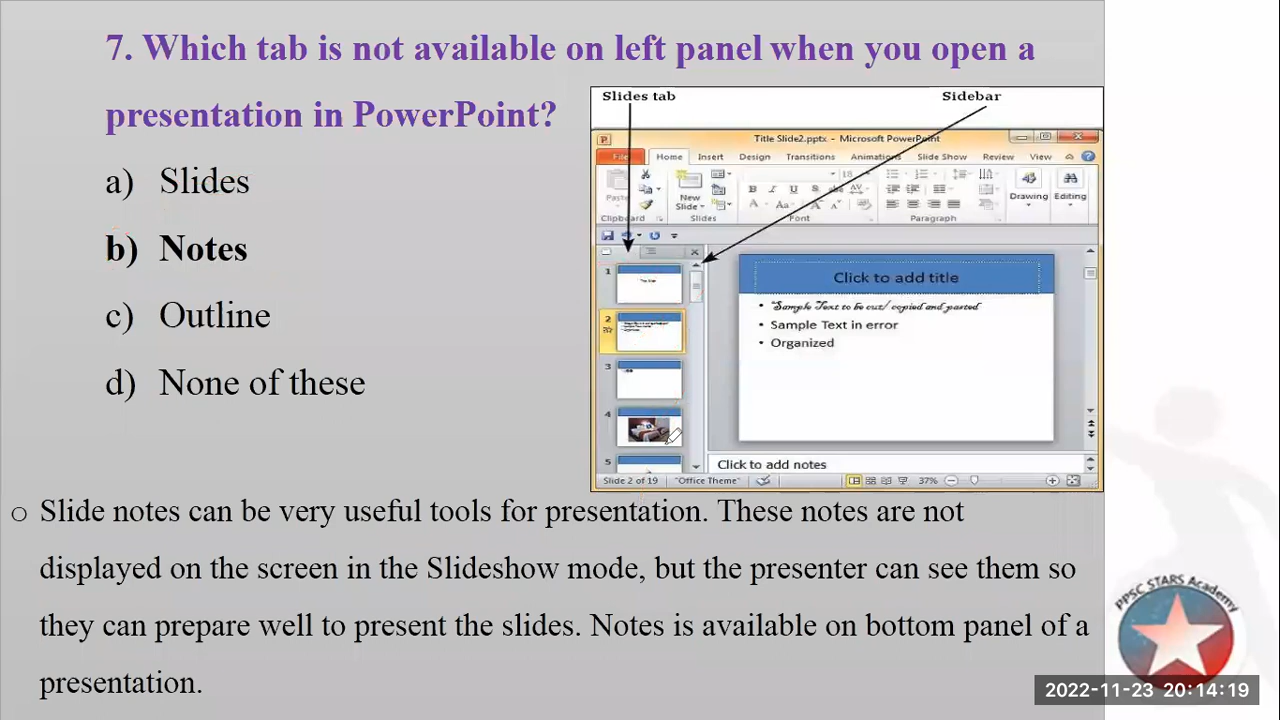 7. Which tab is not available on left panel when you open a
presentation in PowerPoint?
a) Slides
b) Notes
c) Outline
d) None of these
Slides tab Sidebar
Title Slide2.pptx - Microsoft PowerPoint
File Home Insert Design Transitions Animations Slide Show Review View
Paste New Slide Drawing Editing
Clipboard Slides Font Paragraph
1
2
3
4
5
Click to add title
• Sample Text to be cut/ copied and pasted
• Sample Text in error
• Organized
Click to add notes
Slide 2 of 19 "Office Theme" 37%
o Slide notes can be very useful tools for presentation. These notes are not
displayed on the screen in the Slideshow mode, but the presenter can see them so
they can prepare well to present the slides. Notes is available on bottom panel of a
presentation.
PPSC STARS Academy
2022-11-23 20:14:19